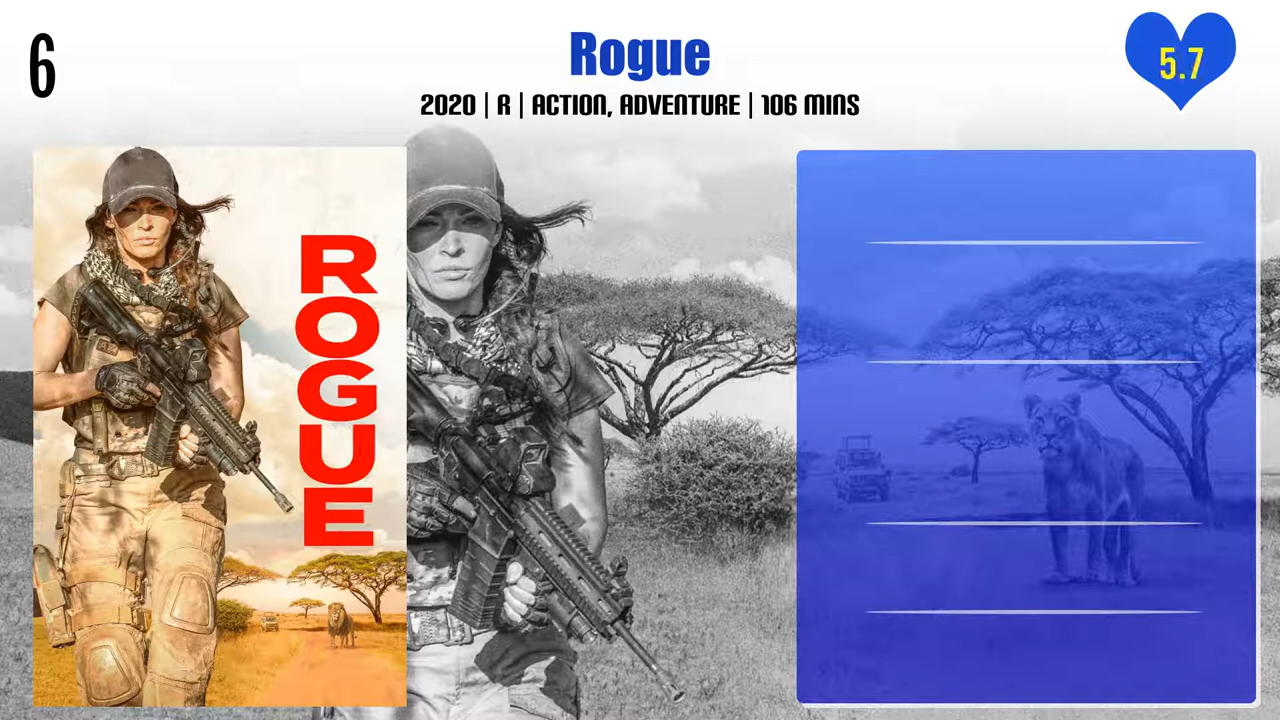 6
Rogue
5.7
2020 | R | ACTION, ADVENTURE | 106 MINS
ROGUE